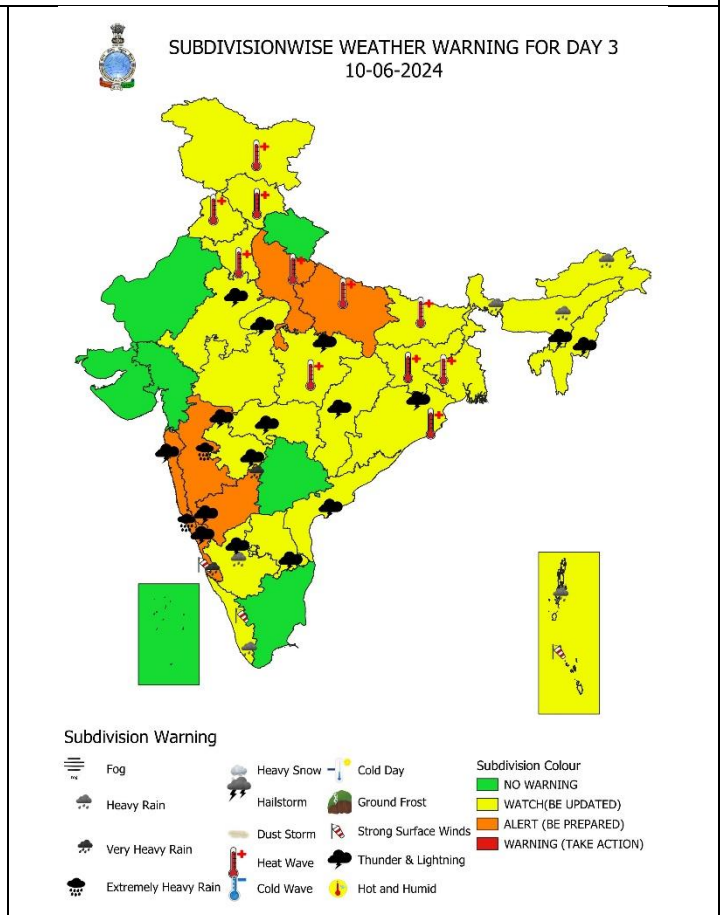 SUBDIVISIONWISE WEATHER WARNING FOR DAY 3
10-06-2024
Subdivision Warning
Fog
Heavy Rain
Very Heavy Rain
Extremely Heavy Rain
Heavy Snow
Hailstorm
Dust Storm
Heat Wave
Cold Wave
Cold Day
Ground Frost
Strong Surface Winds
Thunder & Lightning
Hot and Humid
Subdivision Colour
NO WARNING
WATCH(BE UPDATED)
ALERT (BE PREPARED)
WARNING (TAKE ACTION)